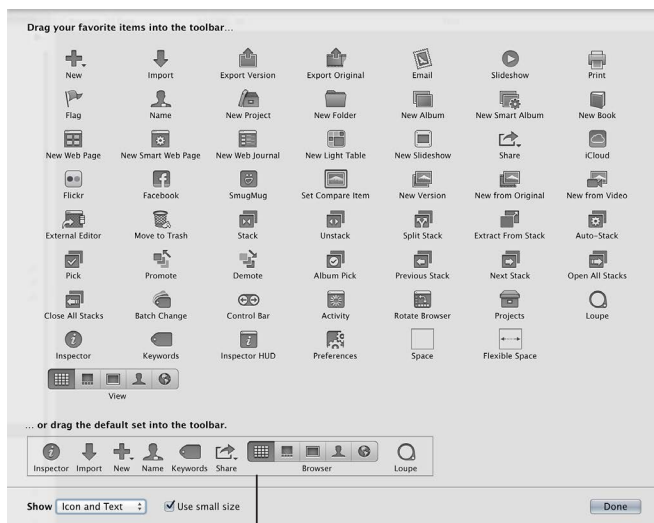 Drag your favorite items into the toolbar…
New Import Export Version Export Original Email Slideshow Print
Flag Name New Project New Folder New Album New Smart Album New Book
New Web Page New Smart Web Page New Web Journal New Light Table New Slideshow Share iCloud
Flickr Facebook SmugMug Set Compare Item New Version New from Original New from Video
External Editor Move to Trash Stack Unstack Split Stack Extract From Stack Auto-Stack
Pick Promote Demote Album Pick Previous Stack Next Stack Open All Stacks
Close All Stacks Batch Change Control Bar Activity Rotate Browser Projects Loupe
Inspector Keywords Inspector HUD Preferences Space Flexible Space
View
... or drag the default set into the toolbar.
Inspector Import New Name Keywords Share Browser Loupe
Show Icon and Text Use small size Done